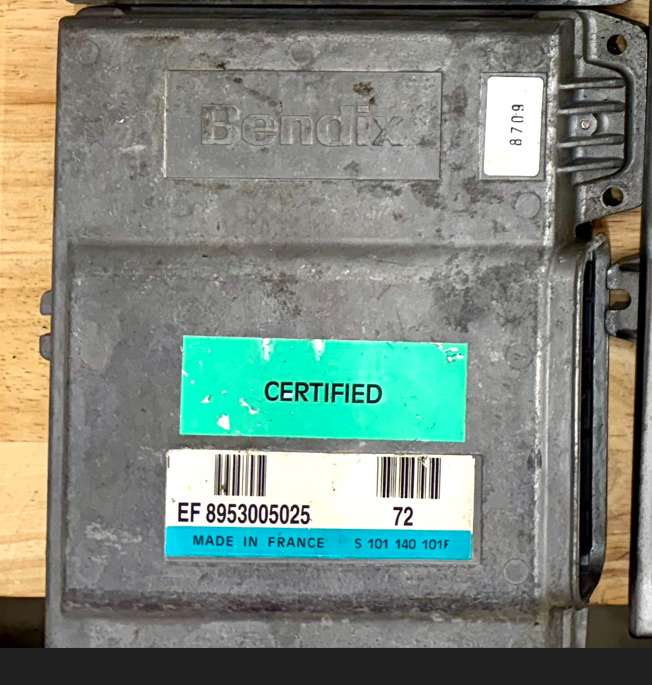 Bendix
8709
CERTIFIED
EF 8953005025 72
MADE IN FRANCE S 101 140 101F